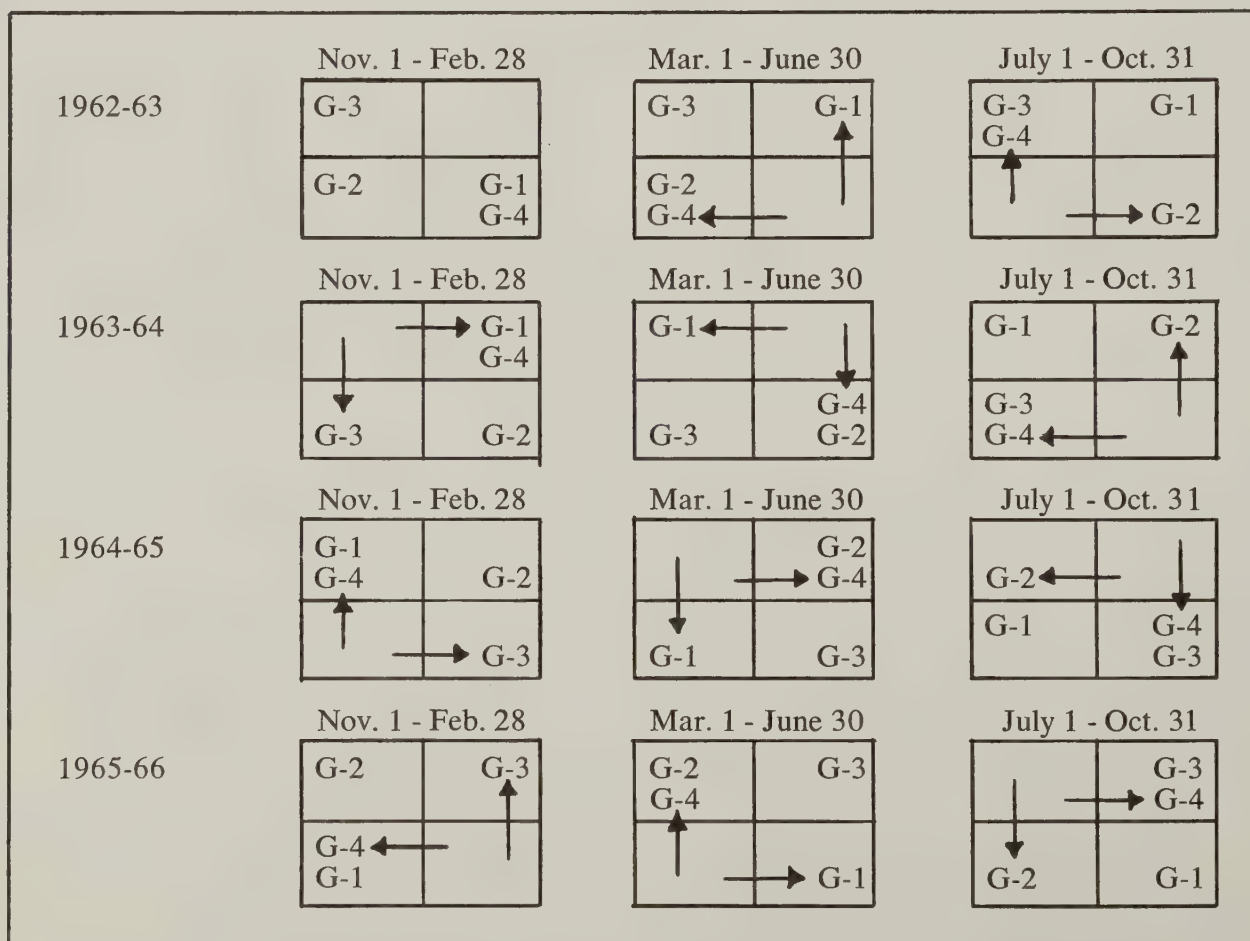 Nov. 1 - Feb. 28 Mar. 1 - June 30 July 1 - Oct. 31
1962-63 G-3 G-3 G-1 G-3 G-1
G-4
G-2 G-1 G-2
G-4 G-4 G-2
Nov. 1 - Feb. 28 Mar. 1 - June 30 July 1 - Oct. 31
1963-64 G-1 G-1 G-1 G-2
G-4
G-4 G-3
G-3 G-2 G-3 G-2 G-4
Nov. 1 - Feb. 28 Mar. 1 - June 30 July 1 - Oct. 31
1964-65 G-1 G-2
G-4 G-2 G-4 G-2
G-1 G-4
G-3 G-1 G-3 G-3
Nov. 1 - Feb. 28 Mar. 1 - June 30 July 1 - Oct. 31
1965-66 G-2 G-3 G-2 G-3 G-3
G-4 G-4
G-4
G-1 G-1 G-2 G-1